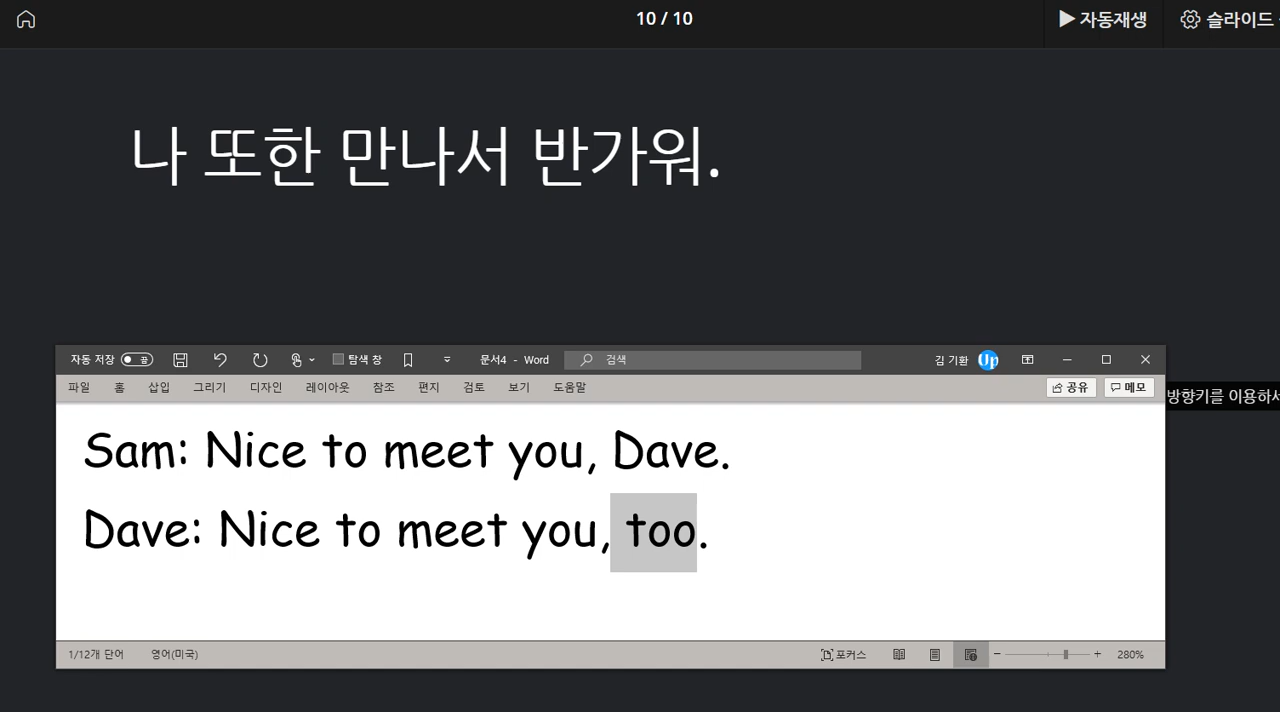 10 / 10
▶ 자동재생
슬라이드
나 또한 만나서 반가워.
자동 저장 끔 탐색 창 문서4 - Word 검색 김 기환 Up
파일 홈 삽입 그리기 디자인 레이아웃 참조 편지 검토 보기 도움말 공유 메모
방향키를 이용하
Sam: Nice to meet you, Dave.
Dave: Nice to meet you, too.
1/12개 단어 영어(미국) 포커스 280%